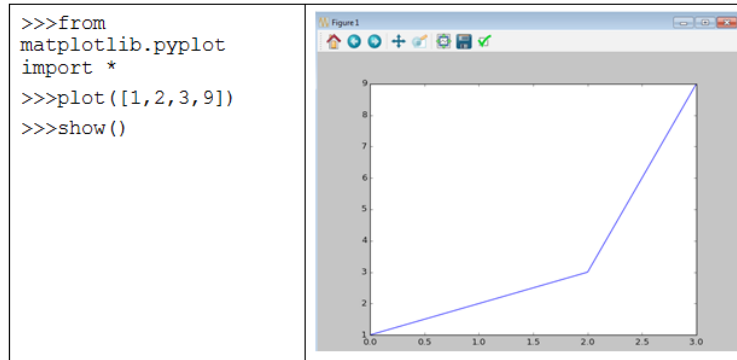 >>>from
matplotlib.pyplot
import *
>>>plot([1,2,3,9])
>>>show()
Figure 1
9
8
7
6
5
4
3
2
1
0.0 0.5 1.0 1.5 2.0 2.5 3.0